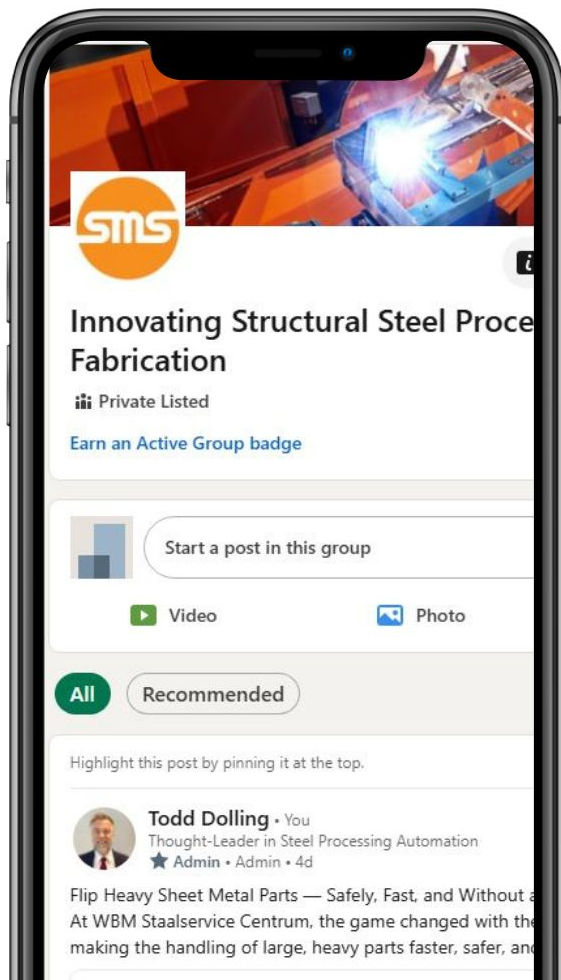 sms
Innovating Structural Steel Proce
Fabrication
Private Listed
Earn an Active Group badge
Start a post in this group
Video
Photo
All
Recommended
Highlight this post by pinning it at the top.
Todd Dolling • You
Thought-Leader in Steel Processing Automation
Admin • Admin • 4d
Flip Heavy Sheet Metal Parts — Safely, Fast, and Without
At WBM Staalservice Centrum, the game changed with the
making the handling of large, heavy parts faster, safer, and